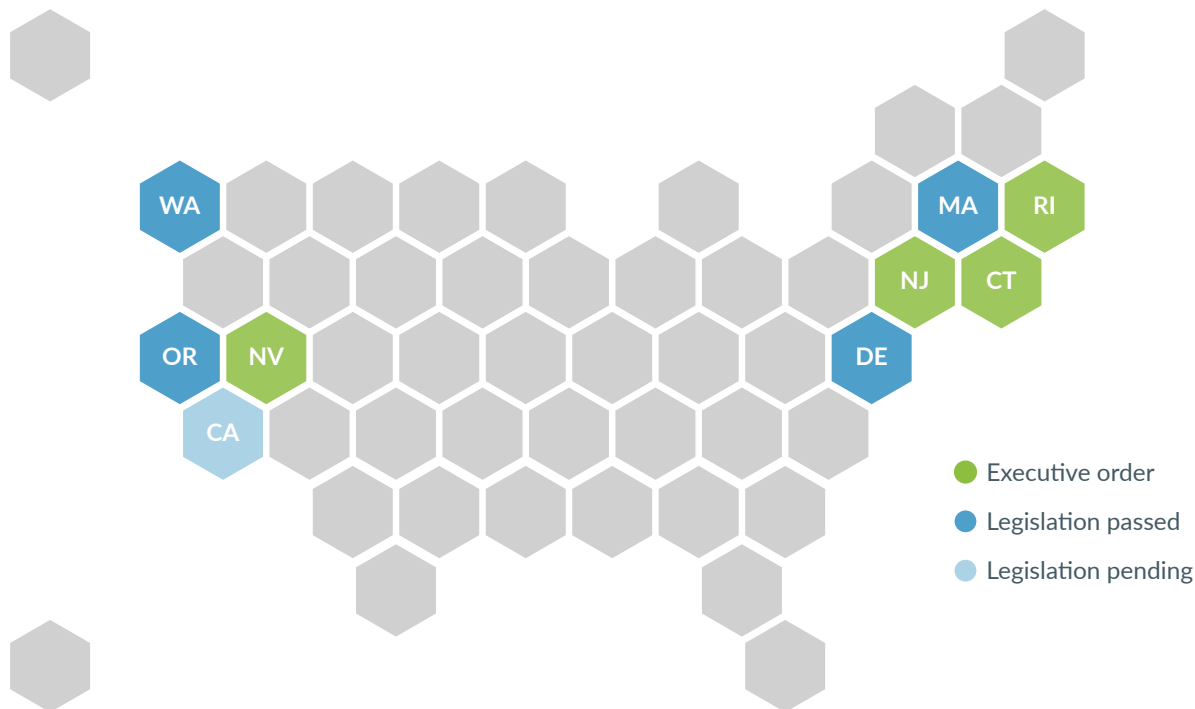 WA
MA
RI
NJ
CT
OR
NV
DE
CA
Executive order
Legislation passed
Legislation pending